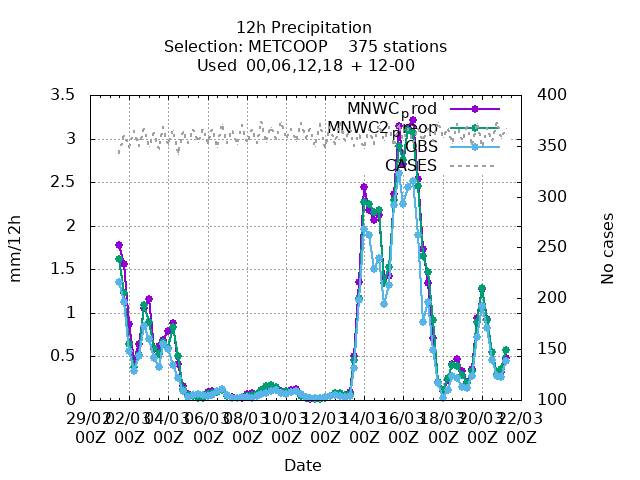 12h Precipitation
Selection: METCOOP 375 stations
Used 00,06,12,18 + 12-00
3.5
3
2.5
2
1.5
1
0.5
0
400
350
300
250
200
150
100
mm/12h
No cases
MNWC_prod
MNWC2_preop
OBS
CASES
29/02 02/03 04/03 06/03 08/03 10/03 12/03 14/03 16/03 18/03 20/03 22/03
00Z 00Z 00Z 00Z 00Z 00Z 00Z 00Z 00Z 00Z 00Z 00Z
Date